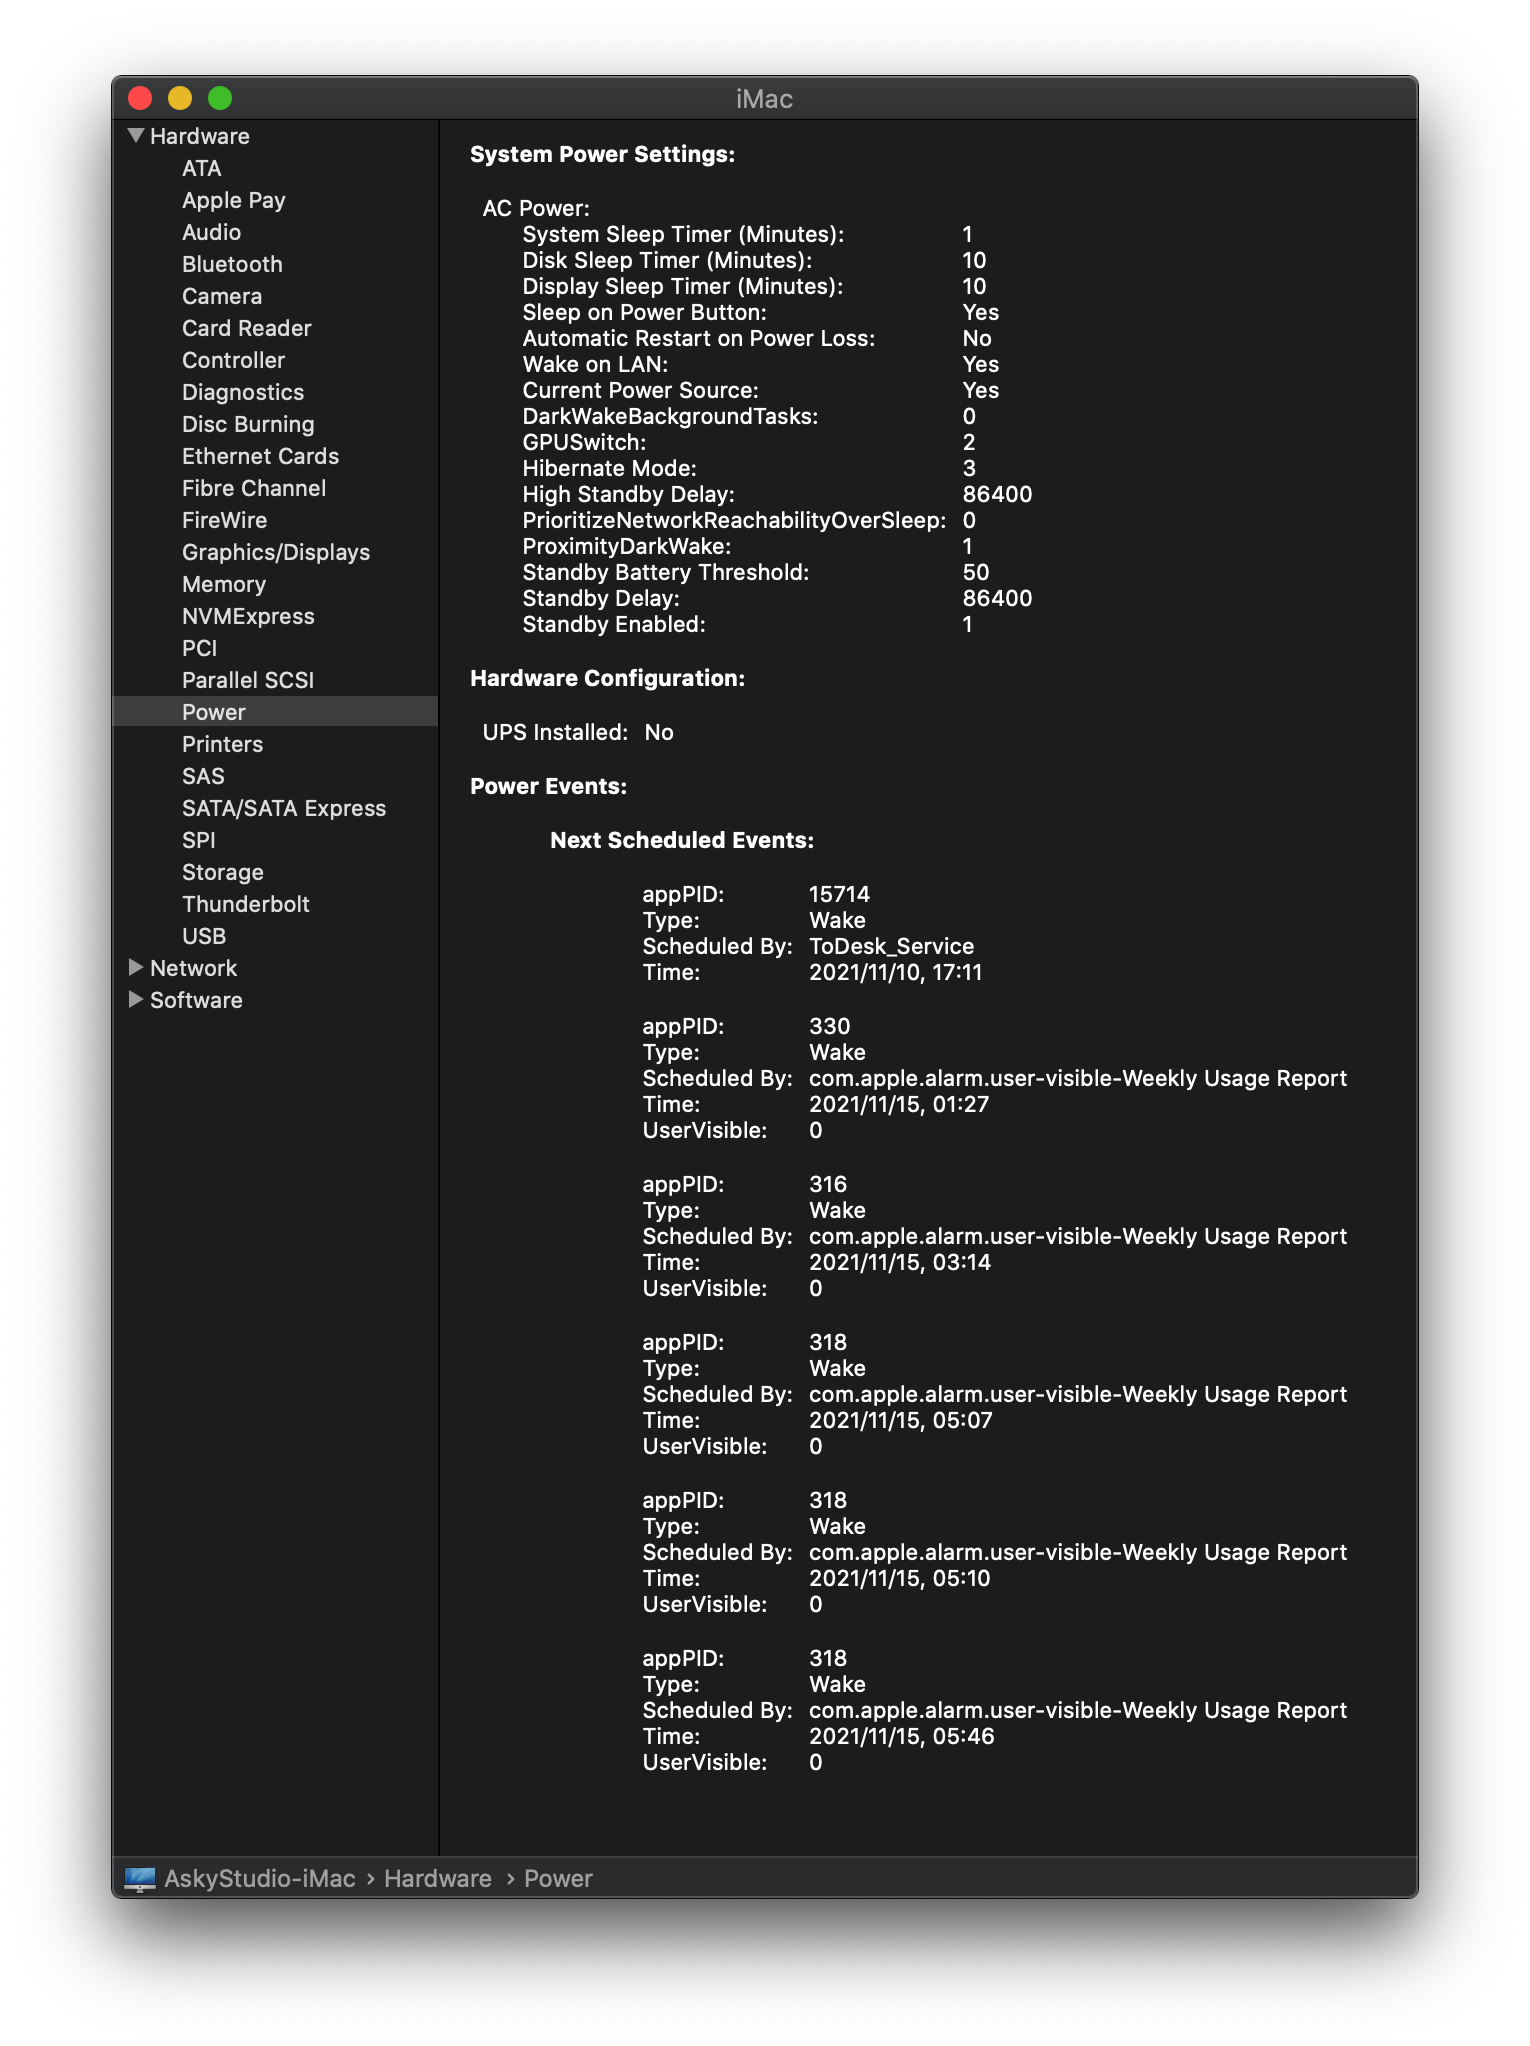 iMac
Hardware
ATA
Apple Pay
Audio
Bluetooth
Camera
Card Reader
Controller
Diagnostics
Disc Burning
Ethernet Cards
Fibre Channel
FireWire
Graphics/Displays
Memory
NVMExpress
PCI
Parallel SCSI
Power
Printers
SAS
SATA/SATA Express
SPI
Storage
Thunderbolt
USB
Network
Software
System Power Settings:
AC Power:
System Sleep Timer (Minutes): 1
Disk Sleep Timer (Minutes): 10
Display Sleep Timer (Minutes): 10
Sleep on Power Button: Yes
Automatic Restart on Power Loss: No
Wake on LAN: Yes
Current Power Source: Yes
DarkWakeBackgroundTasks: 0
GPUSwitch: 2
Hibernate Mode: 3
High Standby Delay: 86400
PrioritizeNetworkReachabilityOverSleep: 0
ProximityDarkWake: 1
Standby Battery Threshold: 50
Standby Delay: 86400
Standby Enabled: 1
Hardware Configuration:
UPS Installed: No
Power Events:
Next Scheduled Events:
appPID: 15714
Type: Wake
Scheduled By: ToDesk_Service
Time: 2021/11/10, 17:11
appPID: 330
Type: Wake
Scheduled By: com.apple.alarm.user-visible-Weekly Usage Report
Time: 2021/11/15, 01:27
UserVisible: 0
appPID: 316
Type: Wake
Scheduled By: com.apple.alarm.user-visible-Weekly Usage Report
Time: 2021/11/15, 03:14
UserVisible: 0
appPID: 318
Type: Wake
Scheduled By: com.apple.alarm.user-visible-Weekly Usage Report
Time: 2021/11/15, 05:07
UserVisible: 0
appPID: 318
Type: Wake
Scheduled By: com.apple.alarm.user-visible-Weekly Usage Report
Time: 2021/11/15, 05:10
UserVisible: 0
appPID: 318
Type: Wake
Scheduled By: com.apple.alarm.user-visible-Weekly Usage Report
Time: 2021/11/15, 05:46
UserVisible: 0
AskyStudio-iMac › Hardware › Power